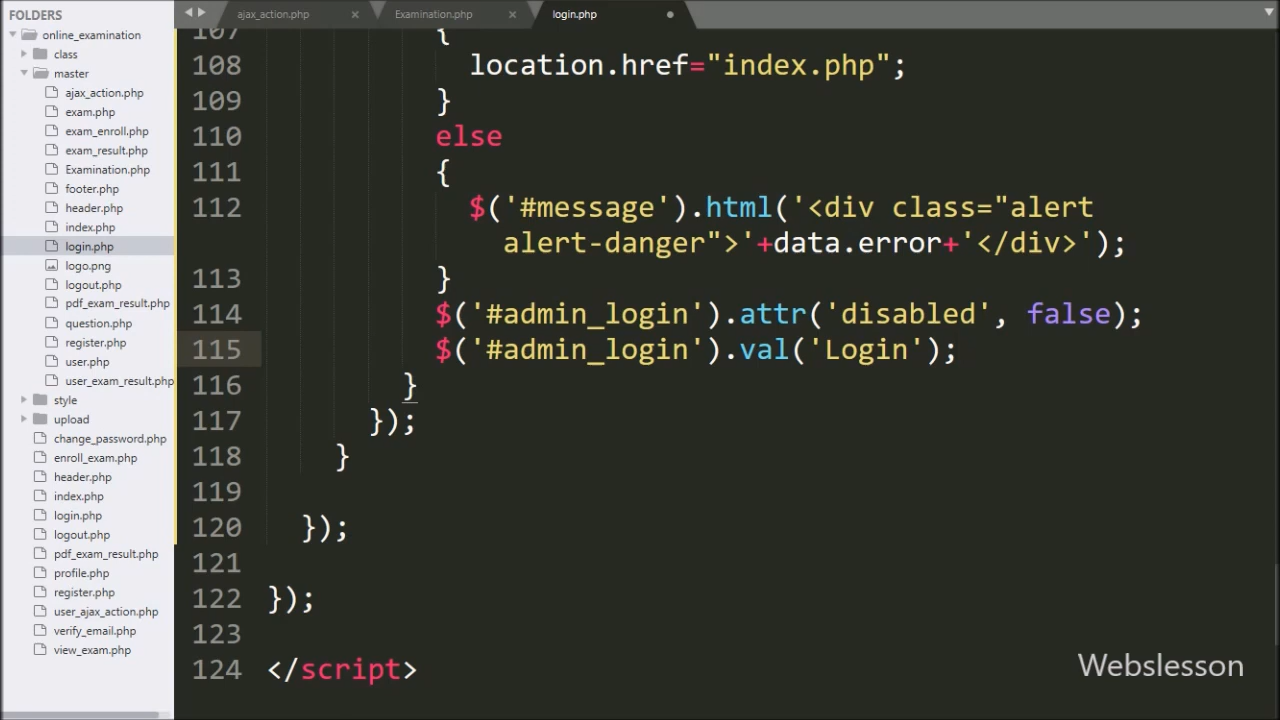 FOLDERS
online_examination
class
master
ajax_action.php
exam.php
exam_enroll.php
exam_result.php
Examination.php
footer.php
header.php
index.php
login.php
logo.png
logout.php
pdf_exam_result.php
question.php
register.php
user.php
user_exam_result.php
style
upload
change_password.php
enroll_exam.php
header.php
index.php
login.php
logout.php
pdf_exam_result.php
profile.php
register.php
user_ajax_action.php
verify_email.php
view_exam.php
ajax_action.php × Examination.php × login.php
107 {
108 location.href="index.php";
109 }
110 else
111 {
112 $('#message').html('<div class="alert
alert-danger">'+data.error+'</div>');
113 }
114 $('#admin_login').attr('disabled', false);
115 $('#admin_login').val('Login');
116 }
117 });
118 }
119
120 });
121
122 });
123
124 </script>
Webslesson